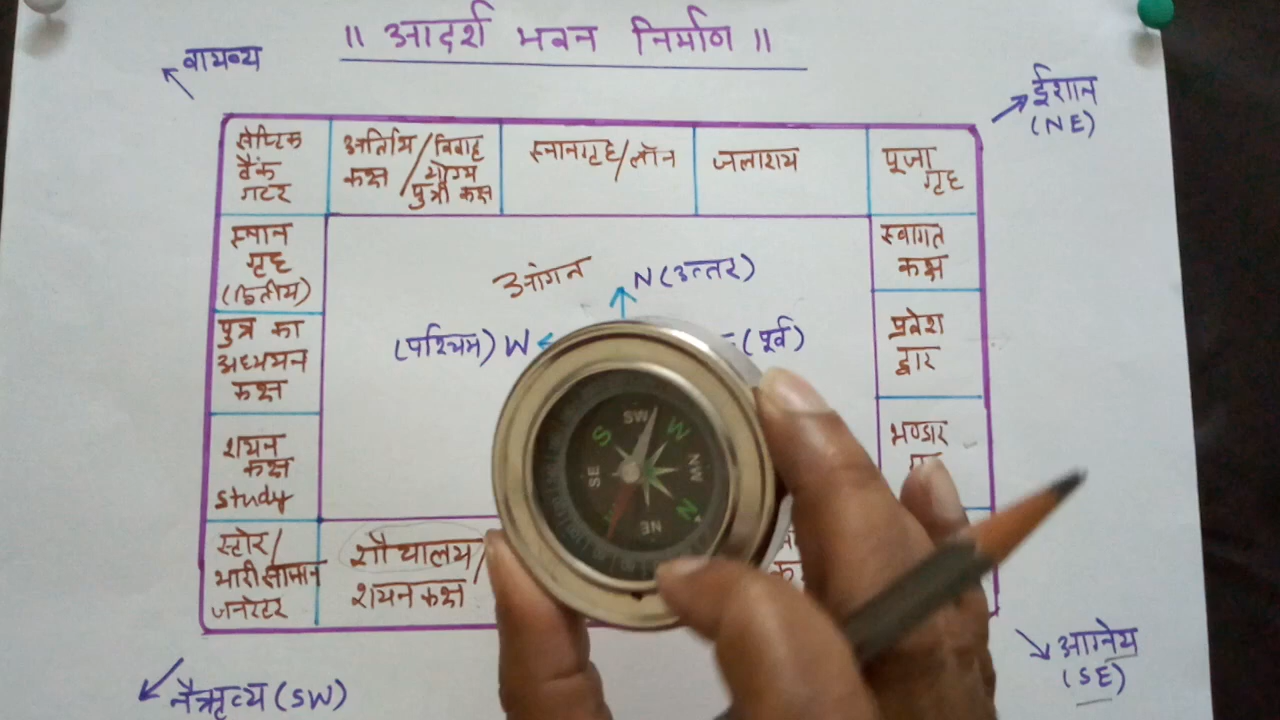 ॥ आदर्श भवन निर्माण ॥
वायव्य
ईशान
(NE)
सेप्टिक
टैंक
गटर
अतिथि / विवाह
कक्ष / योग्य
पुत्री कक्ष
स्नानगृह / लॉन
जलाशय
पूजा
गृह
स्नान
गृह
(द्वितीय)
स्वागत
कक्ष
आंगन
N (उत्तर)
(पश्चिम) W
(पूर्व)
पुत्र का
अध्ययन
कक्ष
प्रवेश
द्वार
शयन
कक्ष
study
भण्डार
SW
W
NW
N
NE
SE
S
स्टोर/
भारी सामान
जनरेटर
शौचालय/
शयन कक्ष
नैऋत्य (SW)
आग्नेय
(SE)